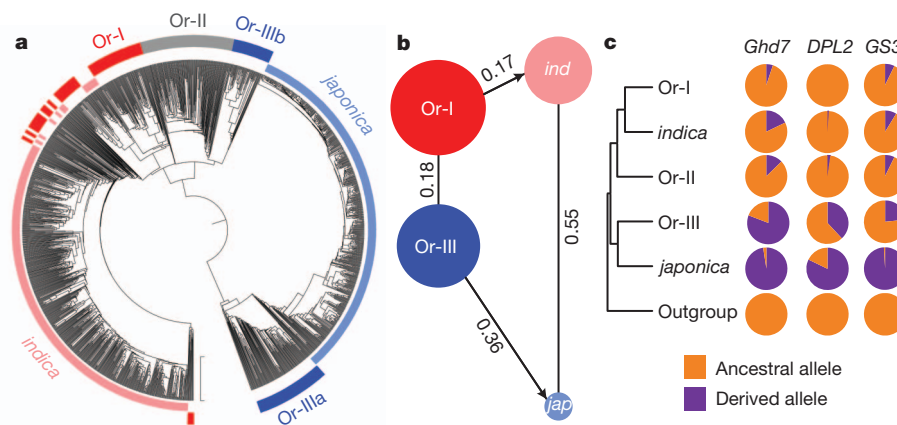 a
Or-I
Or-II
Or-IIIb
japonica
Or-IIIa
indica
b
Or-I
0.17
ind
0.18
Or-III
0.55
0.36
jap
c
Ghd7 DPL2 GS3
Or-I
indica
Or-II
Or-III
japonica
Outgroup
Ancestral allele
Derived allele